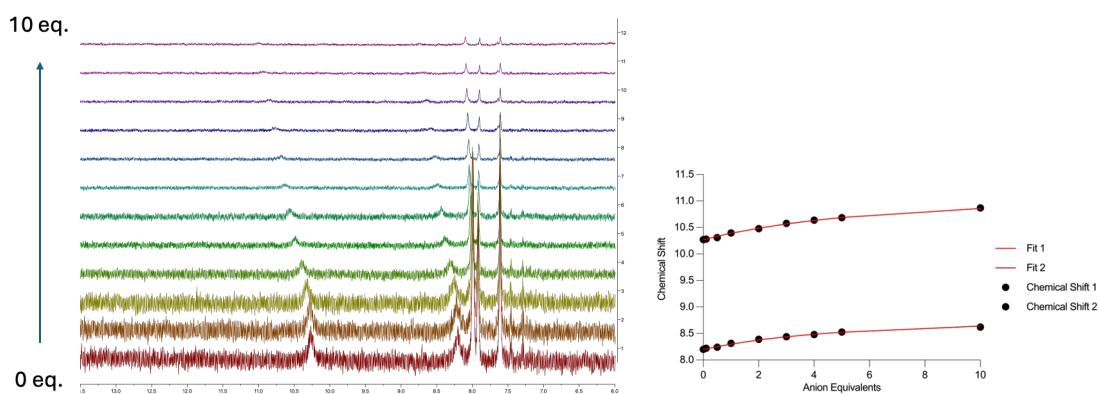 10 eq.
0 eq.
12
11
10
9
8
7
6
5
4
3
2
1
.5 13.0 12.5 12.0 11.5 11.0 10.5 10.0 9.5 9.0 8.5 8.0 7.5 7.0 6.5 6.0
Chemical Shift
11.5
11.0
10.5
10.0
9.5
9.0
8.5
8.0
0 2 4 6 8 10
Anion Equivalents
Fit 1
Fit 2
Chemical Shift 1
Chemical Shift 2